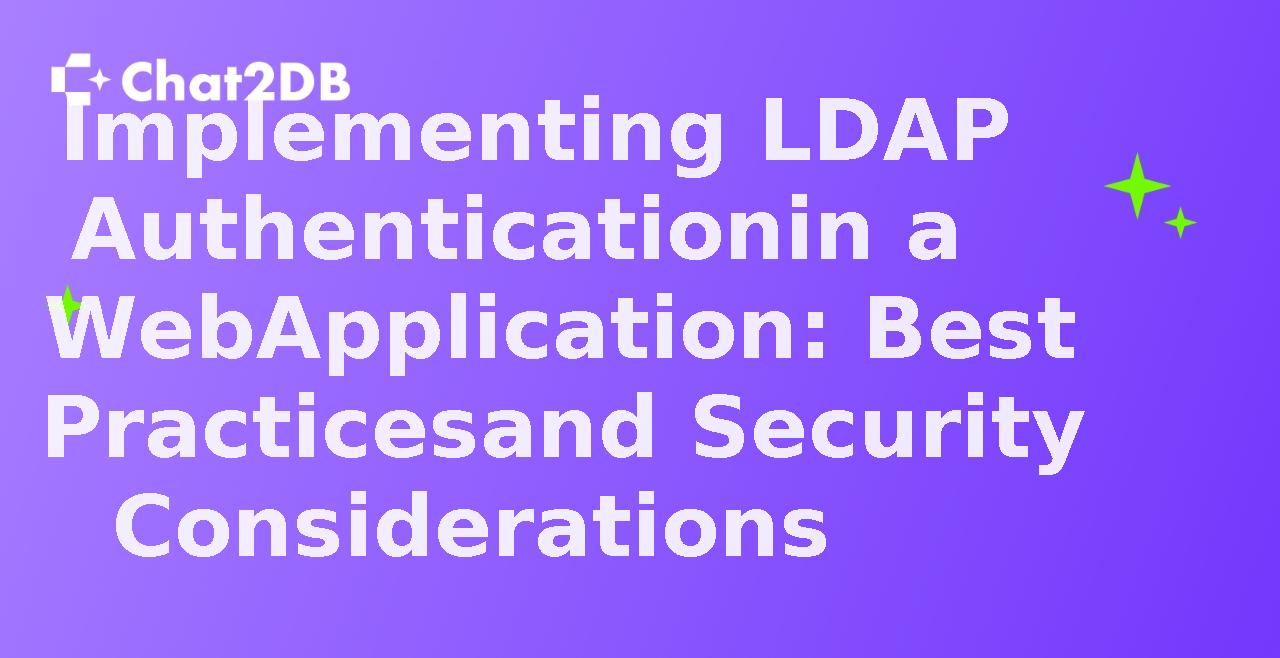 Chat2DB
Implementing LDAP
Authenticationin a
WebApplication: Best
Practicesand Security
Considerations